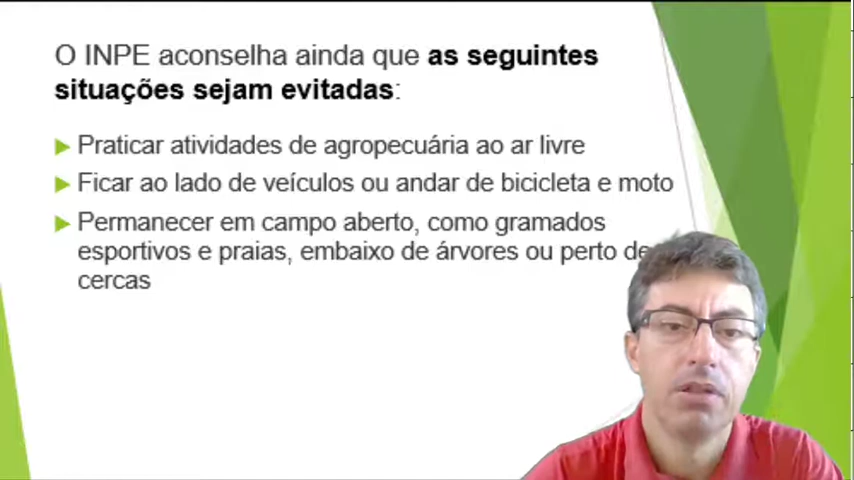 O INPE aconselha ainda que as seguintes
situações sejam evitadas:
Praticar atividades de agropecuária ao ar livre
Ficar ao lado de veículos ou andar de bicicleta e moto
Permanecer em campo aberto, como gramados
esportivos e praias, embaixo de árvores ou perto de
cercas